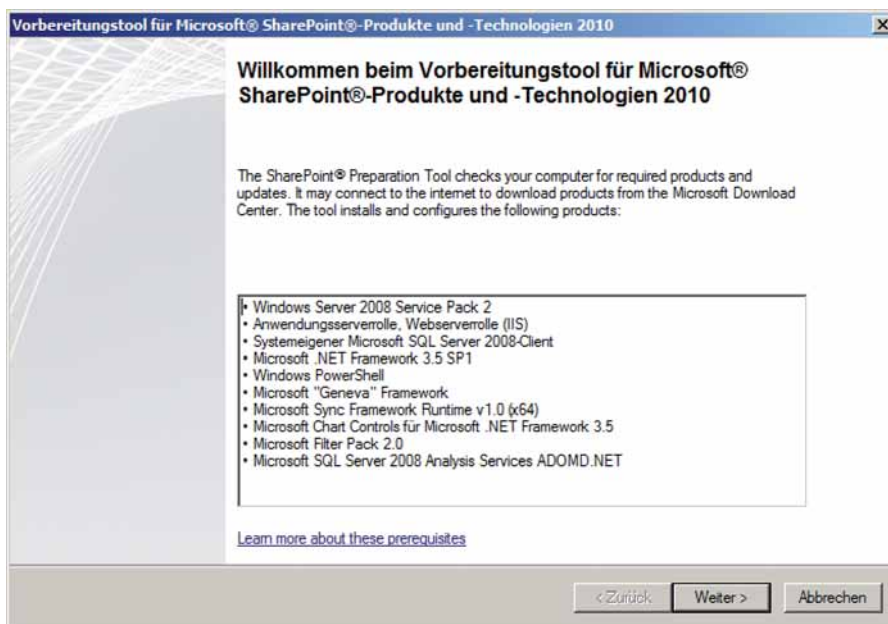 Vorbereitungstool für Microsoft® SharePoint®-Produkte und -Technologien 2010
Willkommen beim Vorbereitungstool für Microsoft®
SharePoint®-Produkte und -Technologien 2010
The SharePoint® Preparation Tool checks your computer for required products and
updates. It may connect to the internet to download products from the Microsoft Download
Center. The tool installs and configures the following products:
• Windows Server 2008 Service Pack 2
• Anwendungsserverrolle, Webserverrolle (IIS)
• Systemeigener Microsoft SQL Server 2008-Client
• Microsoft .NET Framework 3.5 SP1
• Windows PowerShell
• Microsoft "Geneva" Framework
• Microsoft Sync Framework Runtime v1.0 (x64)
• Microsoft Chart Controls für Microsoft .NET Framework 3.5
• Microsoft Filter Pack 2.0
• Microsoft SQL Server 2008 Analysis Services ADOMD.NET
Learn more about these prerequisites
< Zurück
Weiter >
Abbrechen